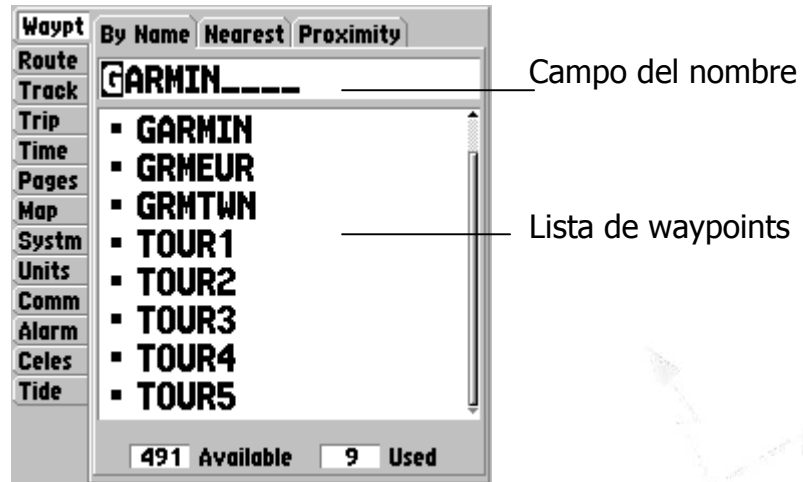 Waypt
Route
Track
Trip
Time
Pages
Map
Systm
Units
Comm
Alarm
Celes
Tide
By Name Nearest Proximity
GARMIN____
GARMIN
GRMEUR
GRMTWN
TOUR1
TOUR2
TOUR3
TOUR4
TOUR5
491 Available 9 Used
Campo del nombre
Lista de waypoints